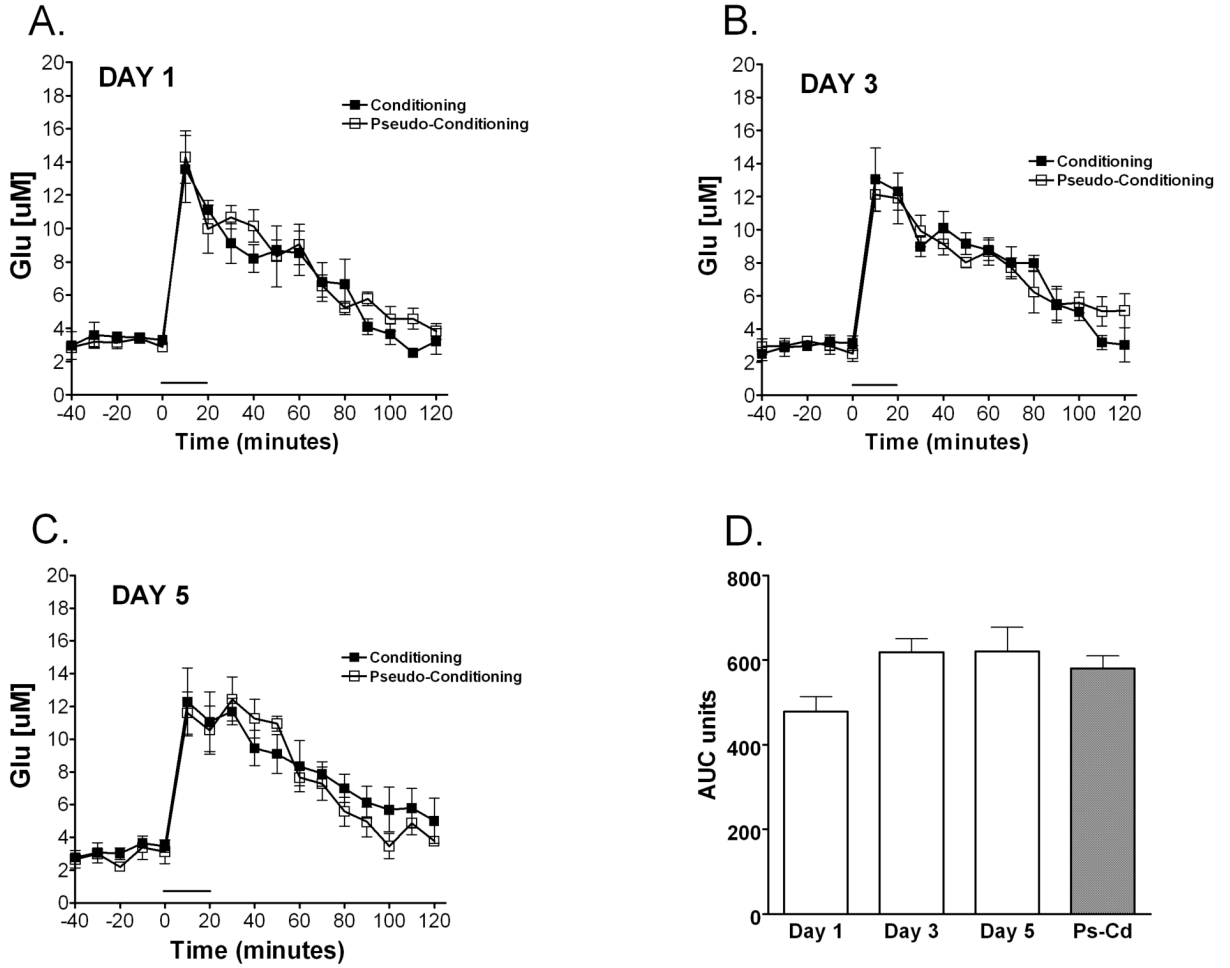 A.
DAY 1
Conditioning
Pseudo-Conditioning
Glu [uM]
20
18
16
14
12
10
8
6
4
2
0
-40 -20 0 20 40 60 80 100 120
Time (minutes)
B.
DAY 3
Conditioning
Pseudo-Conditioning
Glu [uM]
20
18
16
14
12
10
8
6
4
2
0
-40 -20 0 20 40 60 80 100 120
Time (minutes)
C.
DAY 5
Conditioning
Pseudo-Conditioning
Glu [uM]
20
18
16
14
12
10
8
6
4
2
0
-40 -20 0 20 40 60 80 100 120
Time (minutes)
D.
AUC units
800
600
400
200
0
Day 1 Day 3 Day 5 Ps-Cd